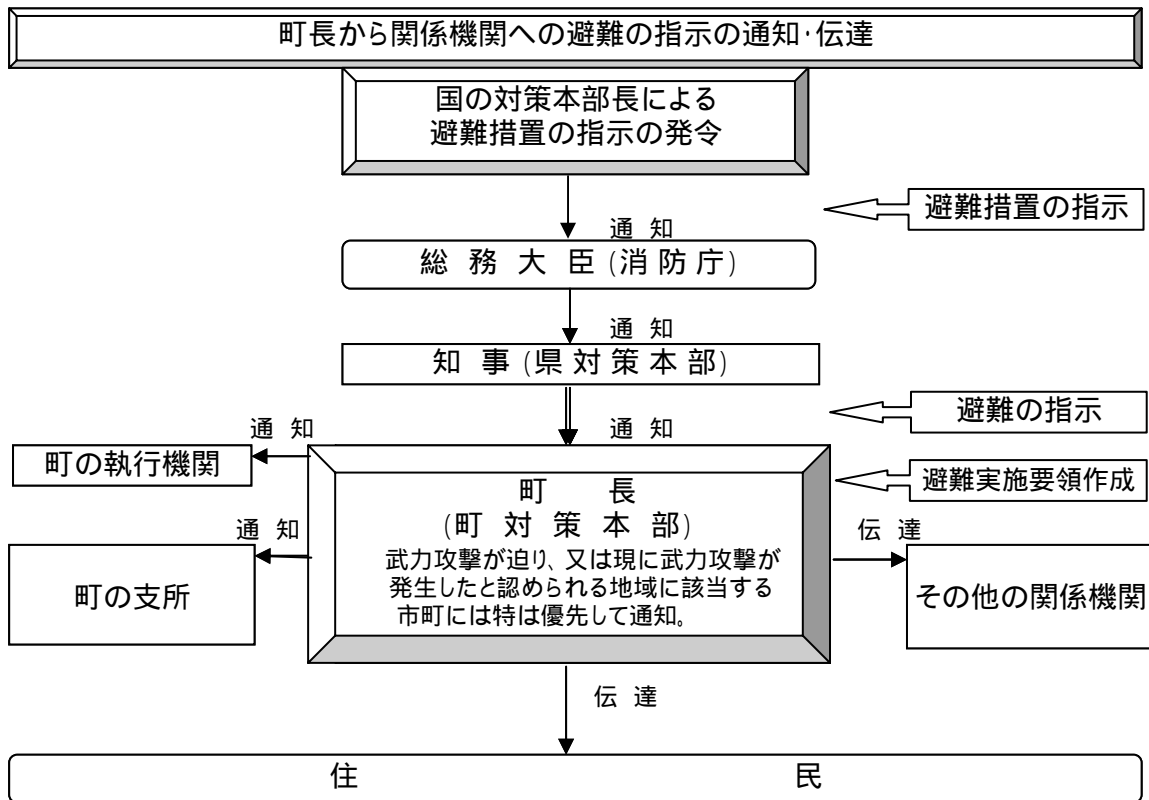 町長から関係機関への避難の指示の通知・伝達
国の対策本部長による
避難措置の指示の発令
避難措置の指示
通 知
総 務 大 臣 (消 防 庁)
通 知
知 事 (県 対 策 本 部)
避難の指示
通 知
通 知
町の執行機関
避難実施要領作成
町 長
(町 対 策 本 部)
武力攻撃が迫り、又は現に武力攻撃が
発生したと認められる地域に該当する
市町には特は優先して通知。
通 知
町の支所
伝 達
その他の関係機関
伝 達
住 民